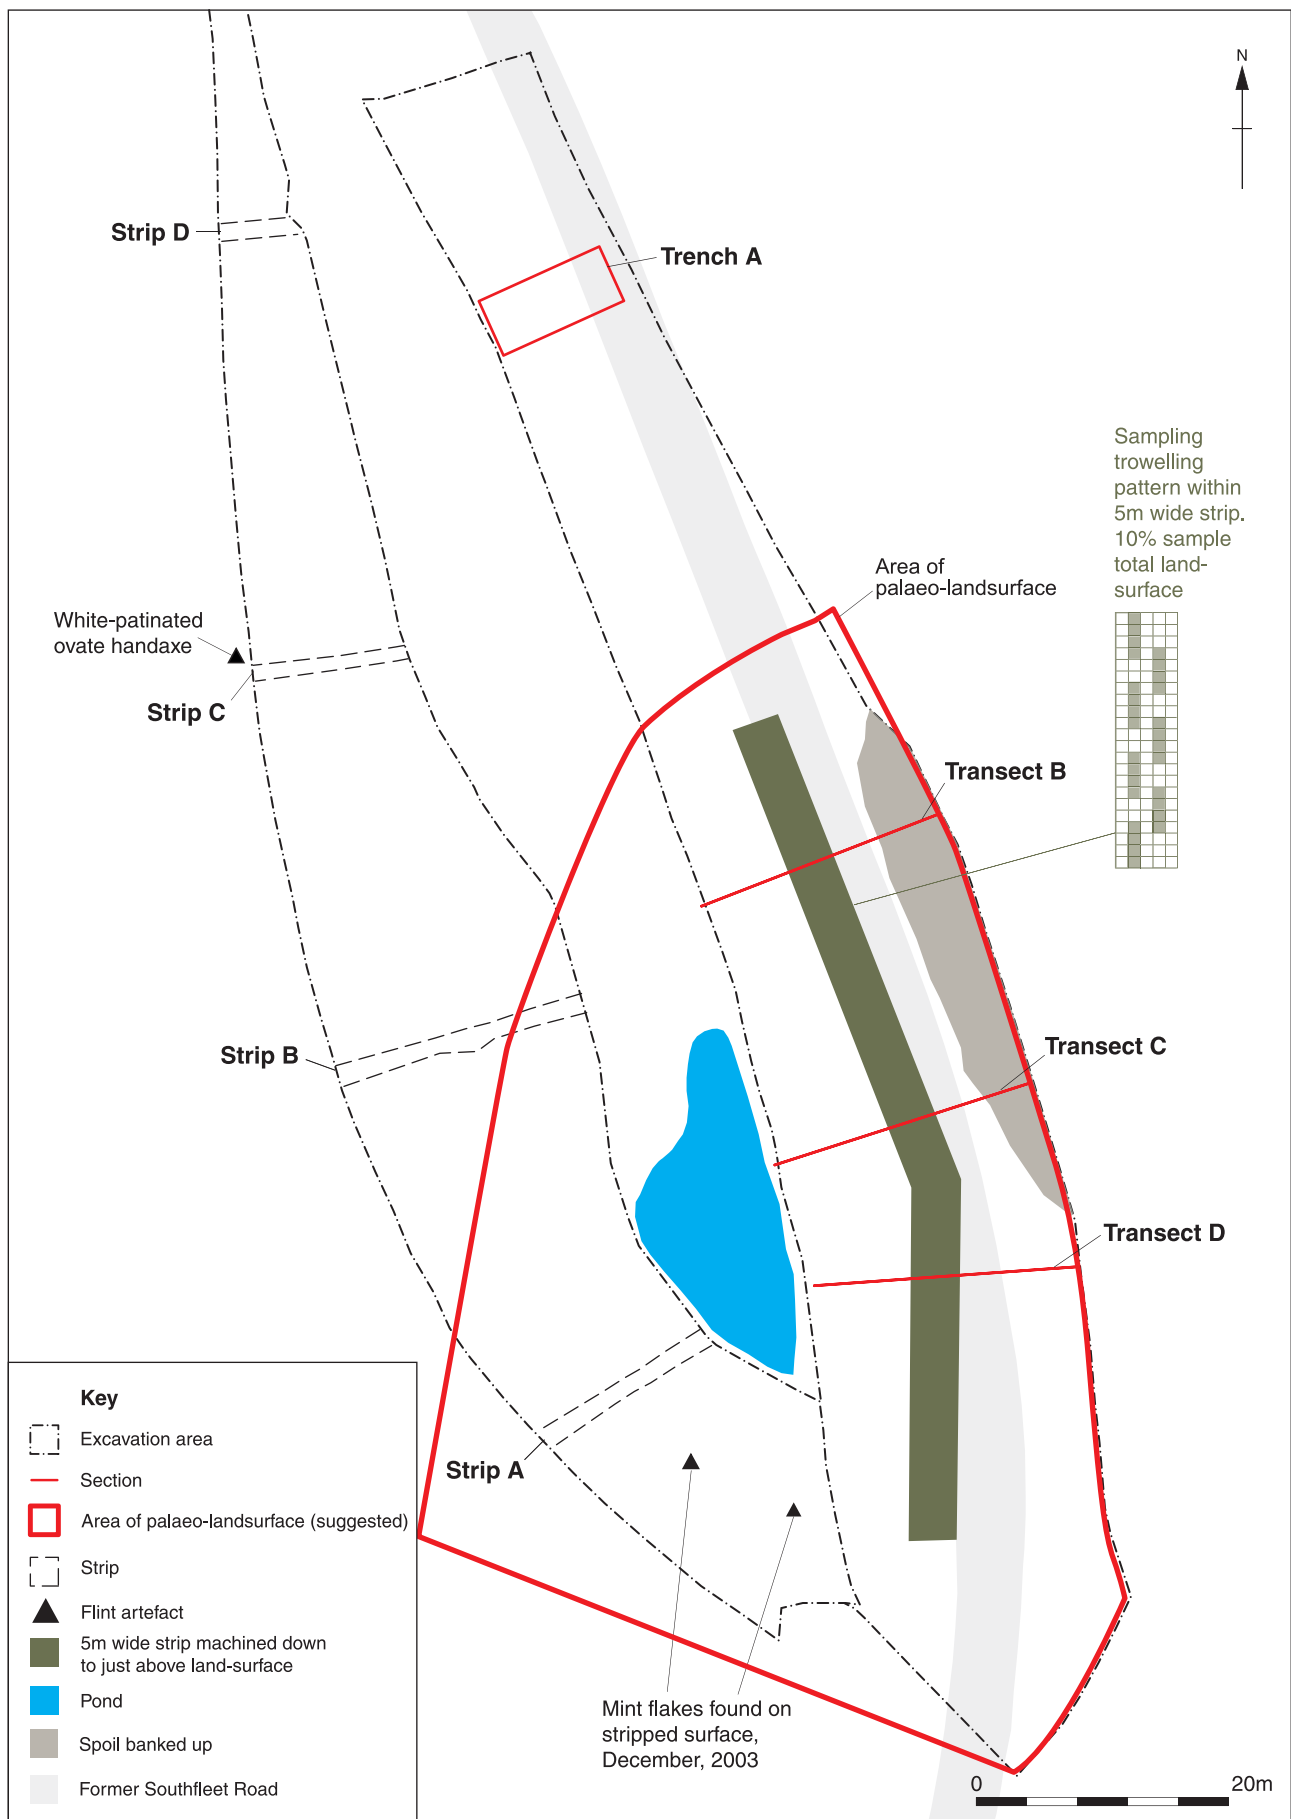 N
Strip D
Trench A
Sampling
trowelling
pattern within
5m wide strip.
10% sample
total land-
surface
Area of
palaeo-landsurface
White-patinated
ovate handaxe
Strip C
Transect B
Strip B
Transect C
Transect D
Strip A
Mint flakes found on
stripped surface,
December, 2003
Key
Excavation area
Section
Area of palaeo-landsurface (suggested)
Strip
Flint artefact
5m wide strip machined down
to just above land-surface
Pond
Spoil banked up
Former Southfleet Road
0 20m